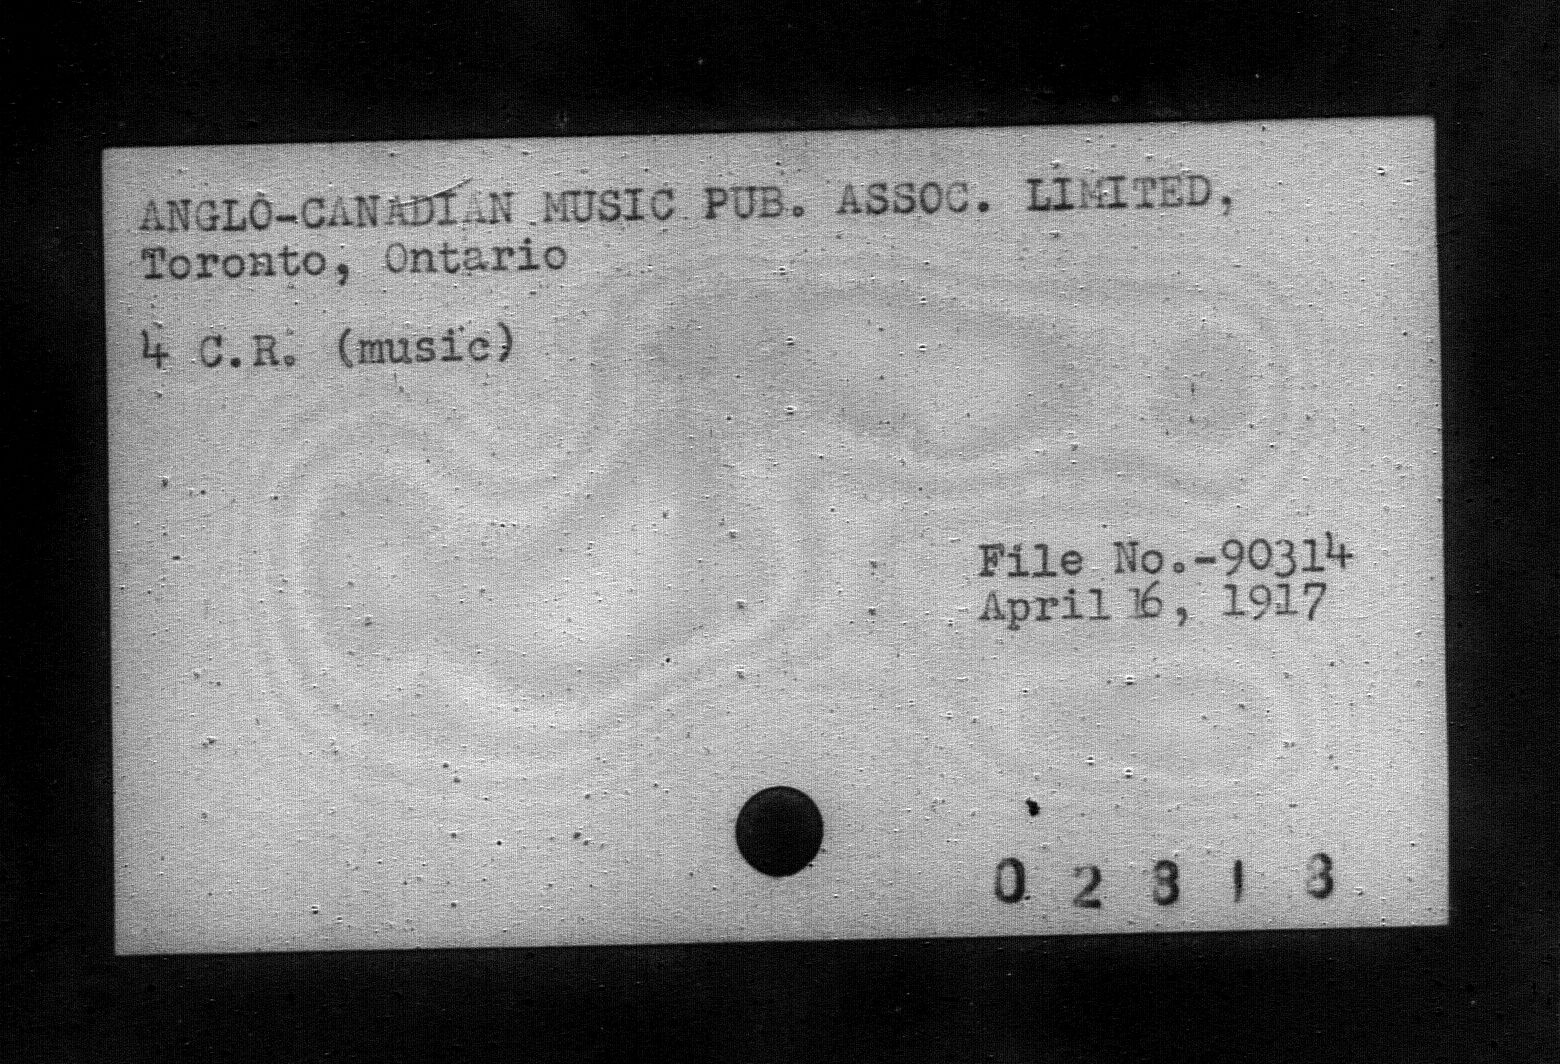 ANGLO-CANADIAN MUSIC PUB. ASSOC. LIMITED,
Toronto, Ontario
4 C.R. (music)
File No.-90314
April 16, 1917
0 2 3 1 3